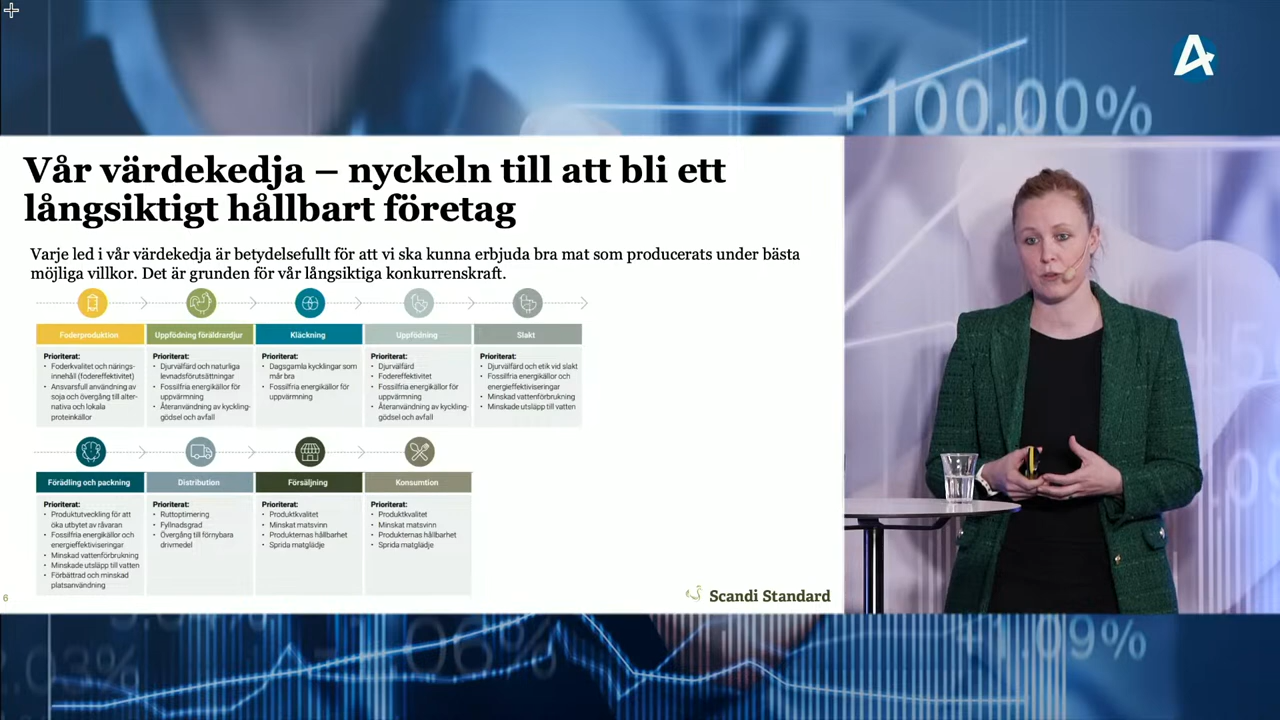 +100.00%
Vår värdekedja – nyckeln till att bli ett
långsiktigt hållbart företag
Varje led i vår värdekedja är betydelsefullt för att vi ska kunna erbjuda bra mat som producerats under bästa
möjliga villkor. Det är grunden för vår långsiktiga konkurrenskraft.
Foderproduktion
Prioriterat:
• Foderkvalitet och närings-
innehåll (fodereffektivitet)
• Ansvarsfull användning av
soja och övergång till alter-
nativa och lokala
proteinkällor
Uppfödning föräldrardjur
Prioriterat:
• Djurvälfärd och naturliga
levnadsförutsättningar
• Fossilfria energikällor för
uppvärmning
• Återanvändning av kyckling-
gödsel och avfall
Kläckning
Prioriterat:
• Dagsgamla kycklingar som
mår bra
• Fossilfria energikällor för
uppvärmning
Uppfödning
Prioriterat:
• Djurvälfärd
• Fodereffektivitet
• Fossilfria energikällor för
uppvärmning
• Återanvändning av kyckling-
gödsel och avfall
Slakt
Prioriterat:
• Djurvälfärd och etik vid slakt
• Fossilfria energikällor och
energieffektiviseringar
• Minskad vattenförbrukning
• Minskade utsläpp till vatten
Förädling och packning
Prioriterat:
• Produktutveckling för att
öka utbytet av råvaran
• Fossilfria energikällor och
energieffektiviseringar
• Minskad vattenförbrukning
• Minskade utsläpp till vatten
• Förbättrad och minskad
platsanvändning
Distribution
Prioriterat:
• Ruttoptimering
• Fyllnadsgrad
• Övergång till förnybara
drivmedel
Försäljning
Prioriterat:
• Produktkvalitet
• Minskat matsvinn
• Produkternas hållbarhet
• Sprida matglädje
Konsumtion
Prioriterat:
• Produktkvalitet
• Minskat matsvinn
• Produkternas hållbarhet
• Sprida matglädje
6
Scandi Standard